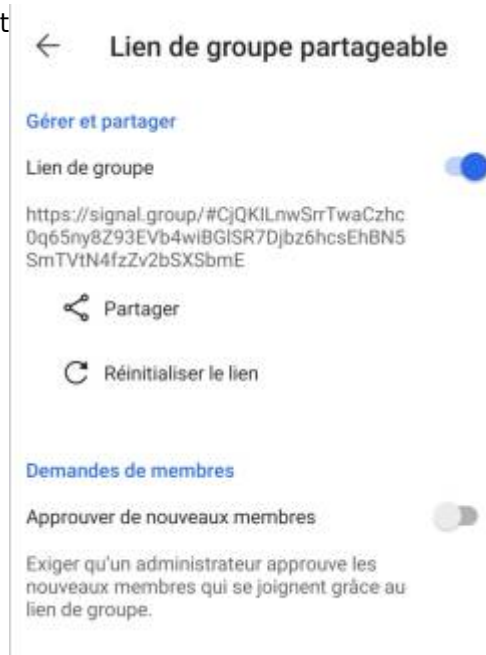 t
Lien de groupe partageable
Gérer et partager
Lien de groupe
https://signal.group/#CjQKILnwSrrTwaCzhc
0q65ny8Z93EVb4wiBGlSR7Djbz6hcsEhBN5
SmTVtN4fzZv2bSXSbmE
Partager
Réinitialiser le lien
Demandes de membres
Approuver de nouveaux membres
Exiger qu'un administrateur approuve les
nouveaux membres qui se joignent grâce au
lien de groupe.